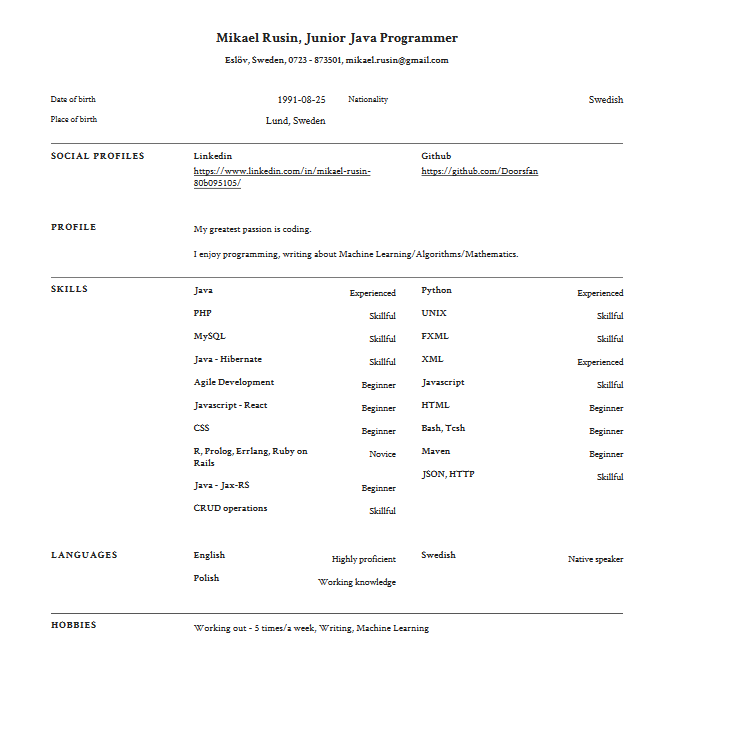 Mikael Rusin, Junior Java Programmer
Eslöv, Sweden, 0723 - 873501, mikael.rusin@gmail.com
Date of birth 1991-08-25 Nationality Swedish
Place of birth Lund, Sweden
SOCIAL PROFILES Linkedin Github
https://www.linkedin.com/in/mikael-rusin- https://github.com/Doorsfan
80b095105/
PROFILE My greatest passion is coding.
I enjoy programming, writing about Machine Learning/Algorithms/Mathematics.
SKILLS Java Experienced Python Experienced
PHP Skillful UNIX Skillful
MySQL Skillful FXML Skillful
Java - Hibernate Skillful XML Experienced
Agile Development Beginner Javascript Skillful
Javascript - React Beginner HTML Beginner
CSS Beginner Bash, Tcsh Beginner
R, Prolog, Errlang, Ruby on Novice Maven Beginner
Rails
JSON, HTTP Skillful
Java - Jax-RS Beginner
CRUD operations Skillful
LANGUAGES English Highly proficient Swedish Native speaker
Polish Working knowledge
HOBBIES Working out - 5 times/a week, Writing, Machine Learning